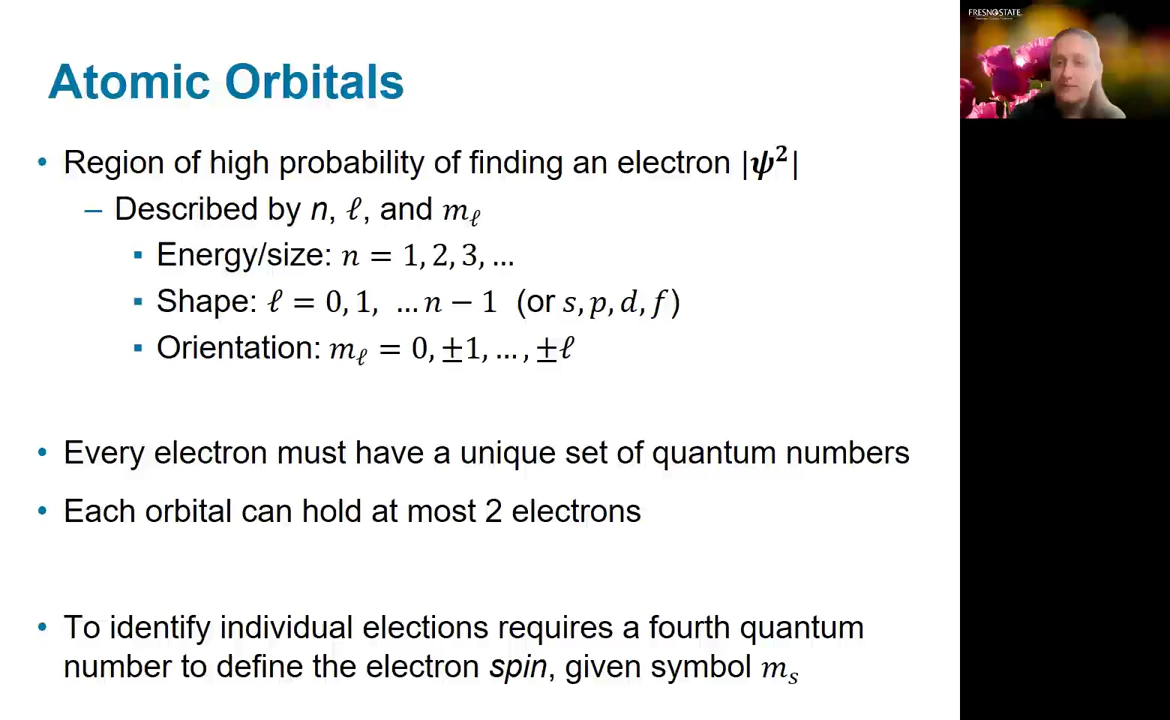 FRESNO STATE
Atomic Orbitals
• Region of high probability of finding an electron |𝝍²|
– Described by n, ℓ, and mℓ
▪ Energy/size: n = 1, 2, 3, …
▪ Shape: ℓ = 0, 1, … n − 1 (or s, p, d, f)
▪ Orientation: mℓ = 0, ±1, … , ±ℓ
• Every electron must have a unique set of quantum numbers
• Each orbital can hold at most 2 electrons
• To identify individual elections requires a fourth quantum
number to define the electron spin, given symbol mₛ